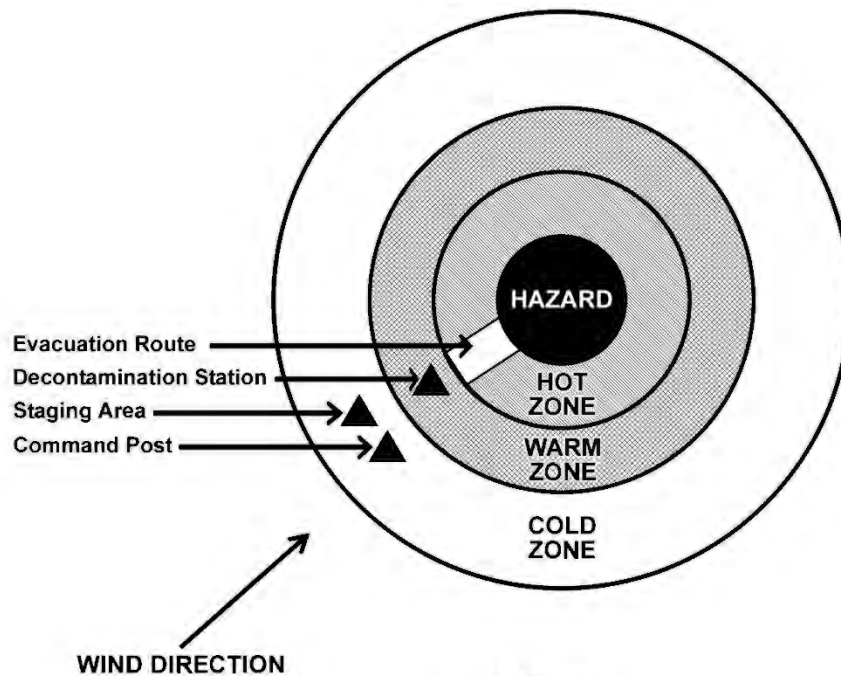 HAZARD
Evacuation Route
Decontamination Station
Staging Area
Command Post
HOT
ZONE
WARM
ZONE
COLD
ZONE
WIND DIRECTION